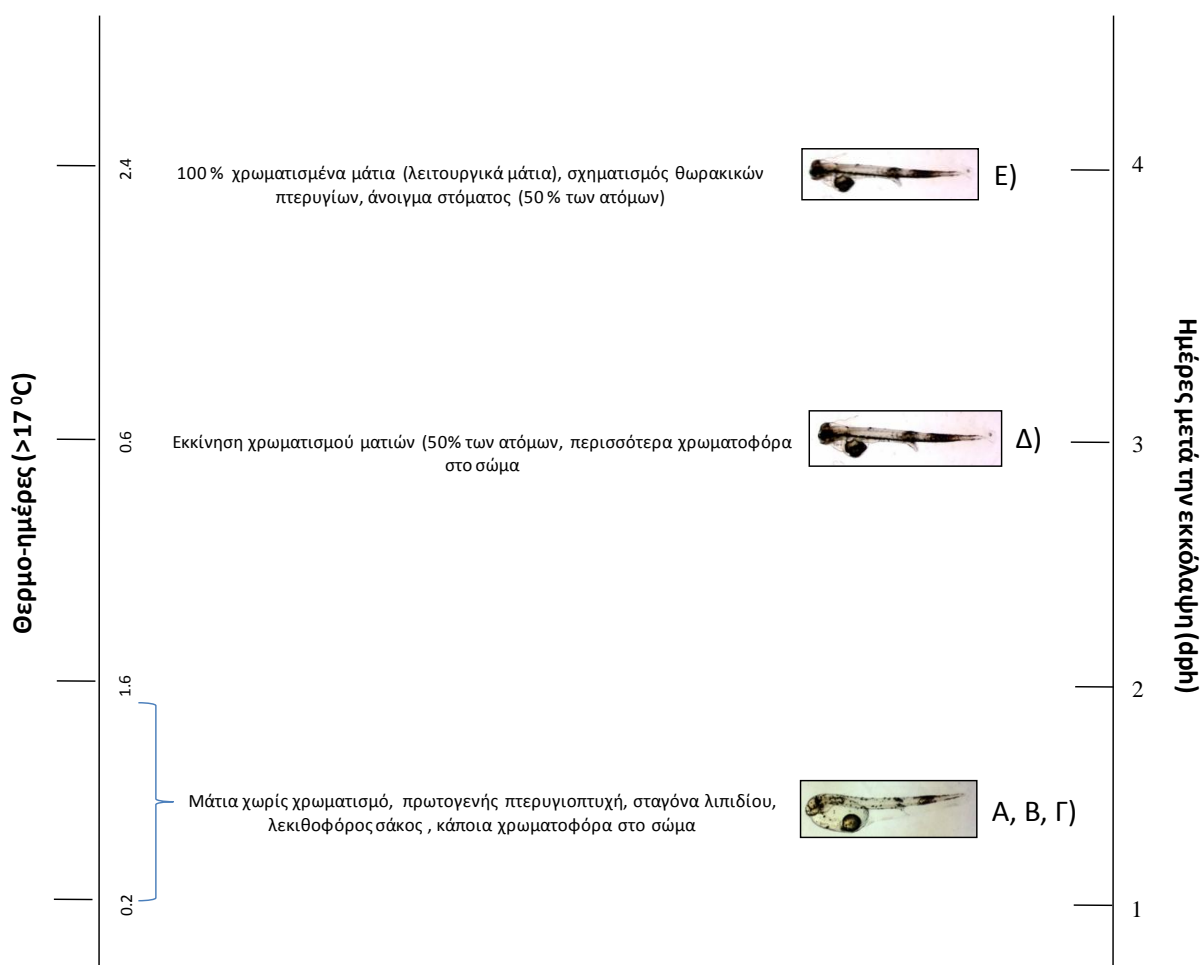 2.4
100 % χρωματισμένα μάτια (λειτουργικά μάτια), σχηματισμός θωρακικών
πτερυγίων, άνοιγμα στόματος (50 % των ατόμων)
Ε)
4
Θερμο-ημέρες (>17 ⁰C)
0.6
Εκκίνηση χρωματισμού ματιών (50% των ατόμων, περισσότερα χρωματοφόρα
στο σώμα
Δ)
3
Ημέρες μετά την εκκόλαψη (dph)
1.6
2
Μάτια χωρίς χρωματισμό, πρωτογενής πτερυγιοπτυχή, σταγόνα λιπιδίου,
λεκιθοφόρος σάκος , κάποια χρωματοφόρα στο σώμα
Α, Β, Γ)
0.2
1